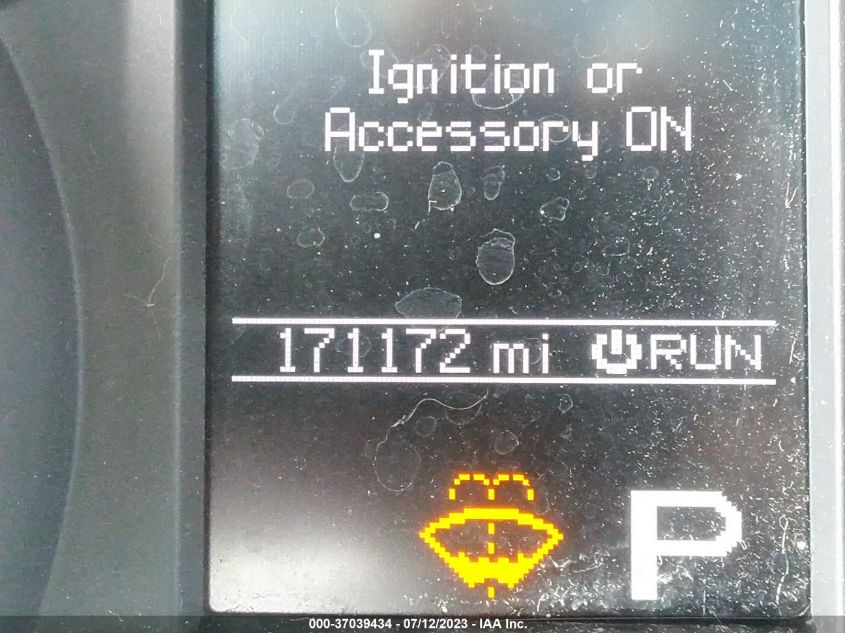 Ignition or
Accessory ON
171172 mi RUN
P
000-37039434 - 07/12/2023 - IAA Inc.